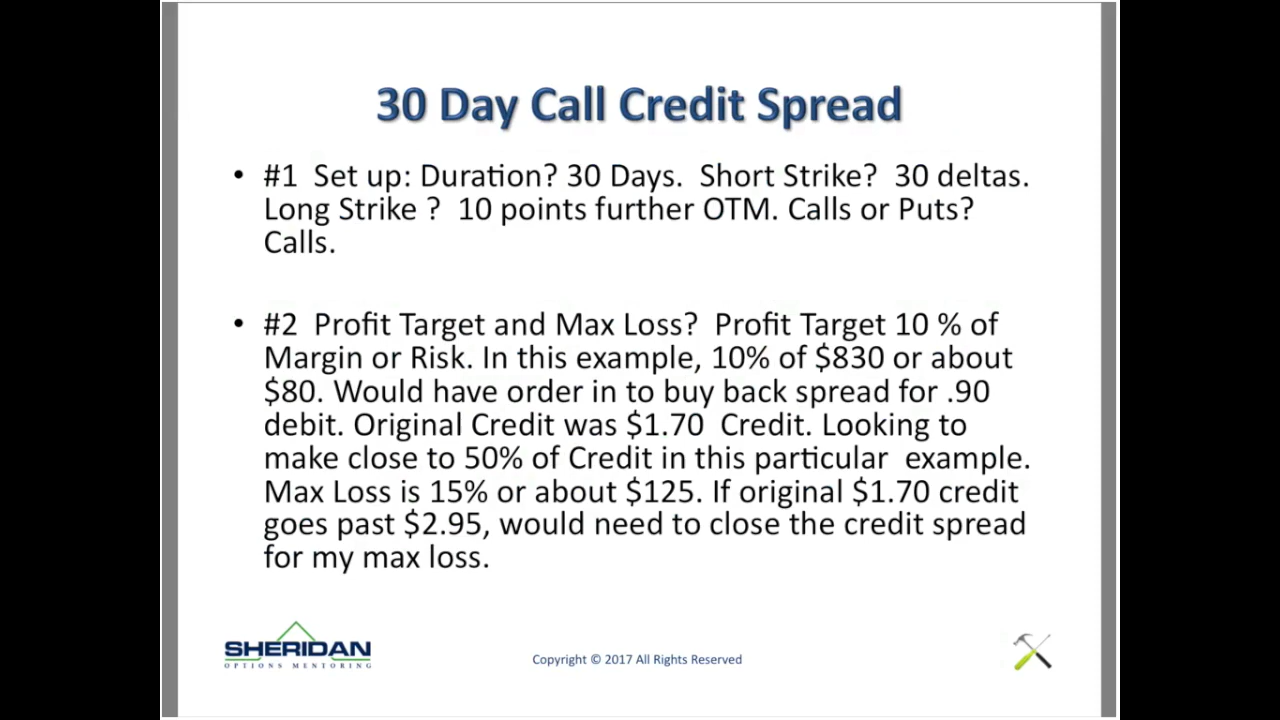 30 Day Call Credit Spread
• #1 Set up: Duration? 30 Days. Short Strike? 30 deltas.
Long Strike ? 10 points further OTM. Calls or Puts?
Calls.
• #2 Profit Target and Max Loss? Profit Target 10 % of
Margin or Risk. In this example, 10% of $830 or about
$80. Would have order in to buy back spread for .90
debit. Original Credit was $1.70 Credit. Looking to
make close to 50% of Credit in this particular example.
Max Loss is 15% or about $125. If original $1.70 credit
goes past $2.95, would need to close the credit spread
for my max loss.
SHERIDAN
OPTIONS MENTORING
Copyright © 2017 All Rights Reserved